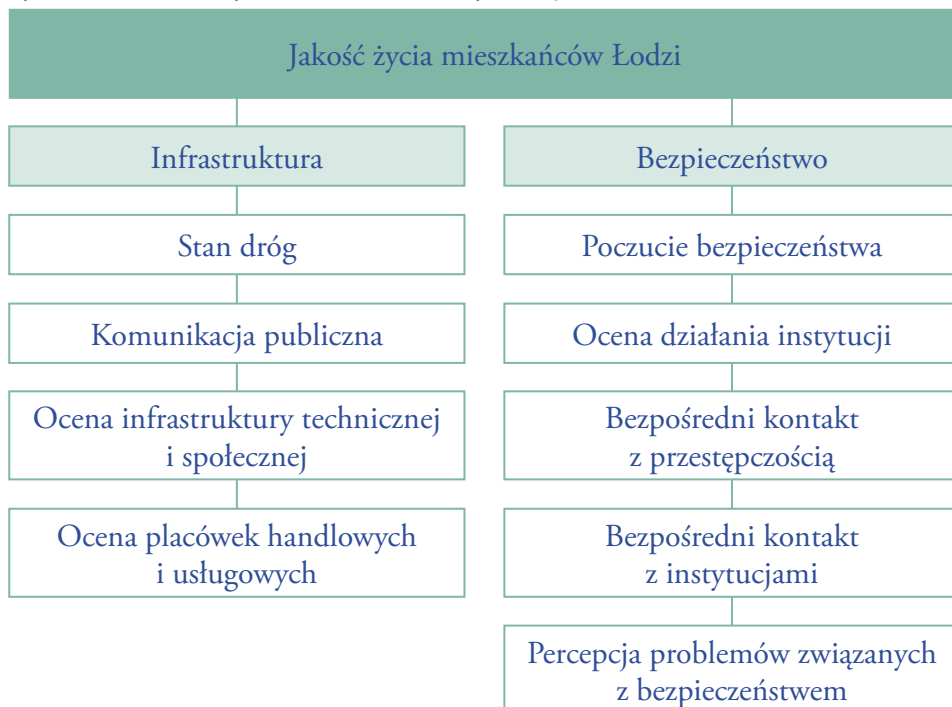 Jakość życia mieszkańców Łodzi
Infrastruktura
Stan dróg
Komunikacja publiczna
Ocena infrastruktury technicznej
i społecznej
Ocena placówek handlowych
i usługowych
Bezpieczeństwo
Poczucie bezpieczeństwa
Ocena działania instytucji
Bezpośredni kontakt
z przestępczością
Bezpośredni kontakt
z instytucjami
Percepcja problemów związanych
z bezpieczeństwem